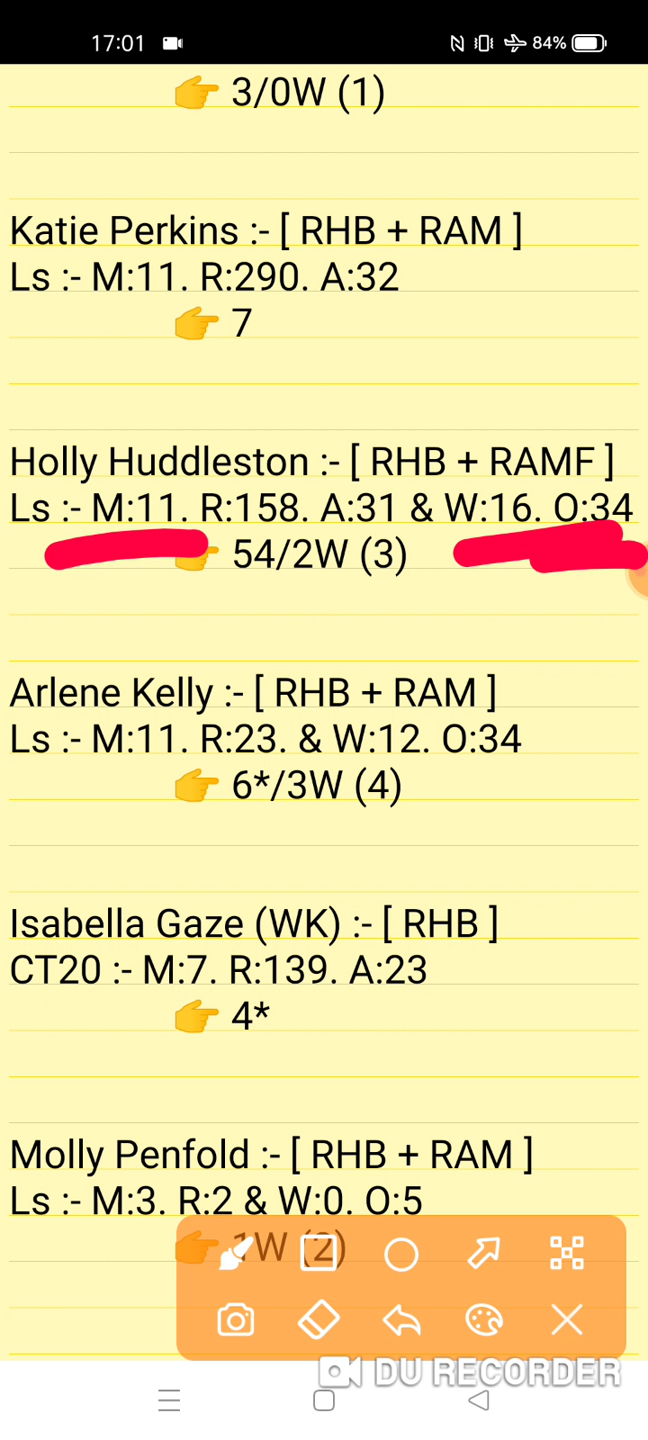 17:01 84%
👉 3/0W (1)
Katie Perkins :- [ RHB + RAM ]
Ls :- M:11. R:290. A:32
👉 7
Holly Huddleston :- [ RHB + RAMF ]
Ls :- M:11. R:158. A:31 & W:16. O:34
👉 54/2W (3)
Arlene Kelly :- [ RHB + RAM ]
Ls :- M:11. R:23. & W:12. O:34
👉 6*/3W (4)
Isabella Gaze (WK) :- [ RHB ]
CT20 :- M:7. R:139. A:23
👉 4*
Molly Penfold :- [ RHB + RAM ]
Ls :- M:3. R:2 & W:0. O:5
👉 1W (2)
DU RECORDER